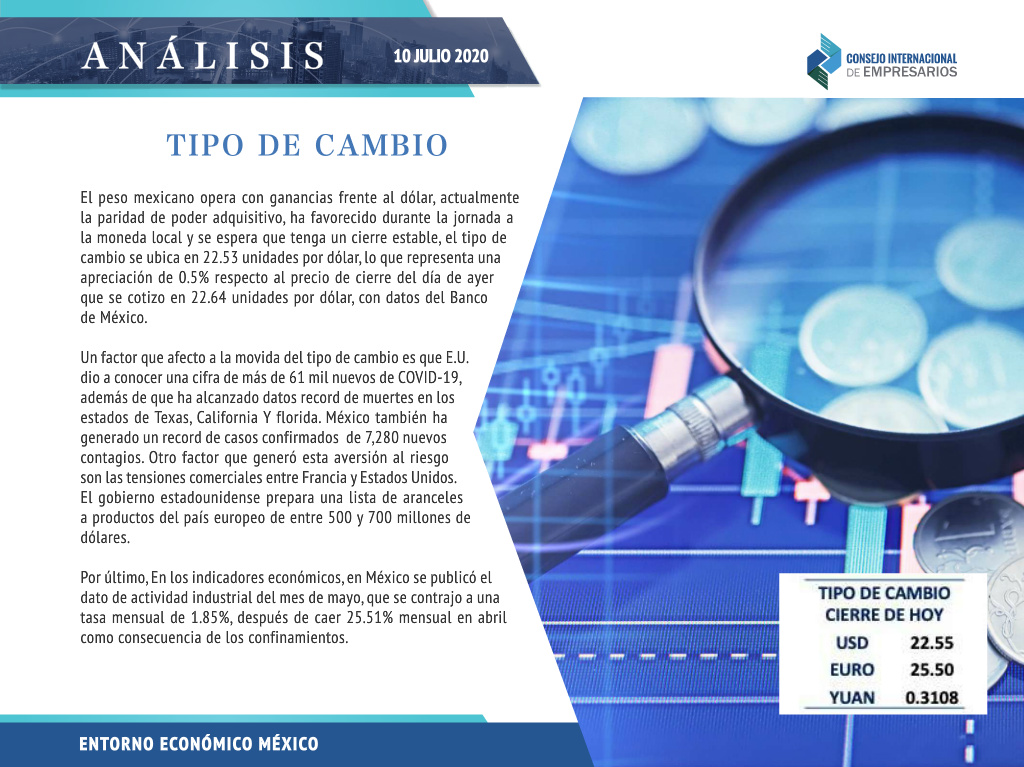 ANÁLISIS
10 JULIO 2020
CONSEJO INTERNACIONAL
DE EMPRESARIOS
TIPO DE CAMBIO
El peso mexicano opera con ganancias frente al dólar, actualmente
la paridad de poder adquisitivo, ha favorecido durante la jornada a
la moneda local y se espera que tenga un cierre estable, el tipo de
cambio se ubica en 22.53 unidades por dólar, lo que representa una
apreciación de 0.5% respecto al precio de cierre del día de ayer
que se cotizo en 22.64 unidades por dólar, con datos del Banco
de México.
Un factor que afecto a la movida del tipo de cambio es que E.U.
dio a conocer una cifra de más de 61 mil nuevos de COVID-19,
además de que ha alcanzado datos record de muertes en los
estados de Texas, California Y florida. México también ha
generado un record de casos confirmados de 7,280 nuevos
contagios. Otro factor que generó esta aversión al riesgo
son las tensiones comerciales entre Francia y Estados Unidos.
El gobierno estadounidense prepara una lista de aranceles
a productos del país europeo de entre 500 y 700 millones de
dólares.
Por último, En los indicadores económicos, en México se publicó el
dato de actividad industrial del mes de mayo, que se contrajo a una
tasa mensual de 1.85%, después de caer 25.51% mensual en abril
como consecuencia de los confinamientos.
TIPO DE CAMBIO
CIERRE DE HOY
USD 22.55
EURO 25.50
YUAN 0.3108
ENTORNO ECONÓMICO MÉXICO